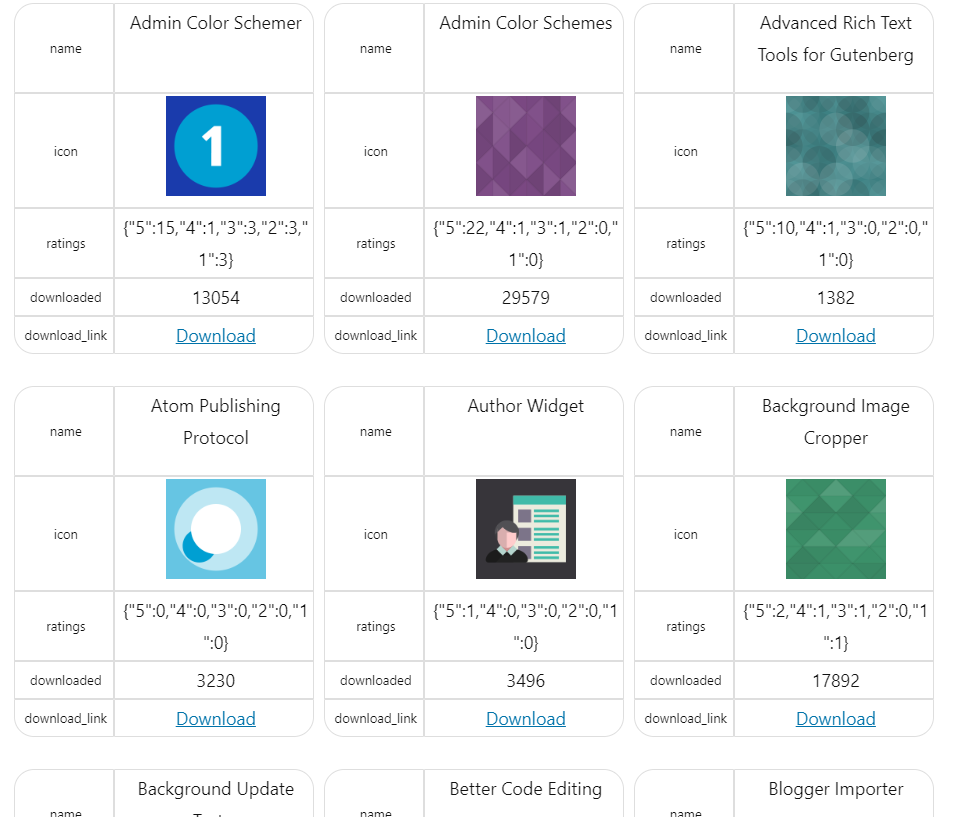 name
Admin Color Schemer
icon
1
ratings
{"5":15,"4":1,"3":3,"2":3,"
1":3}
downloaded
13054
download_link
Download
name
Admin Color Schemes
icon
ratings
{"5":22,"4":1,"3":1,"2":0,"
1":0}
downloaded
29579
download_link
Download
name
Advanced Rich Text
Tools for Gutenberg
icon
ratings
{"5":10,"4":1,"3":0,"2":0,"
1":0}
downloaded
1382
download_link
Download
name
Atom Publishing
Protocol
icon
ratings
{"5":0,"4":0,"3":0,"2":0,"1
":0}
downloaded
3230
download_link
Download
name
Author Widget
icon
ratings
{"5":1,"4":0,"3":0,"2":0,"1
":0}
downloaded
3496
download_link
Download
name
Background Image
Cropper
icon
ratings
{"5":2,"4":1,"3":1,"2":0,"1
":1}
downloaded
17892
download_link
Download
name
Background Update
name
Better Code Editing
name
Blogger Importer